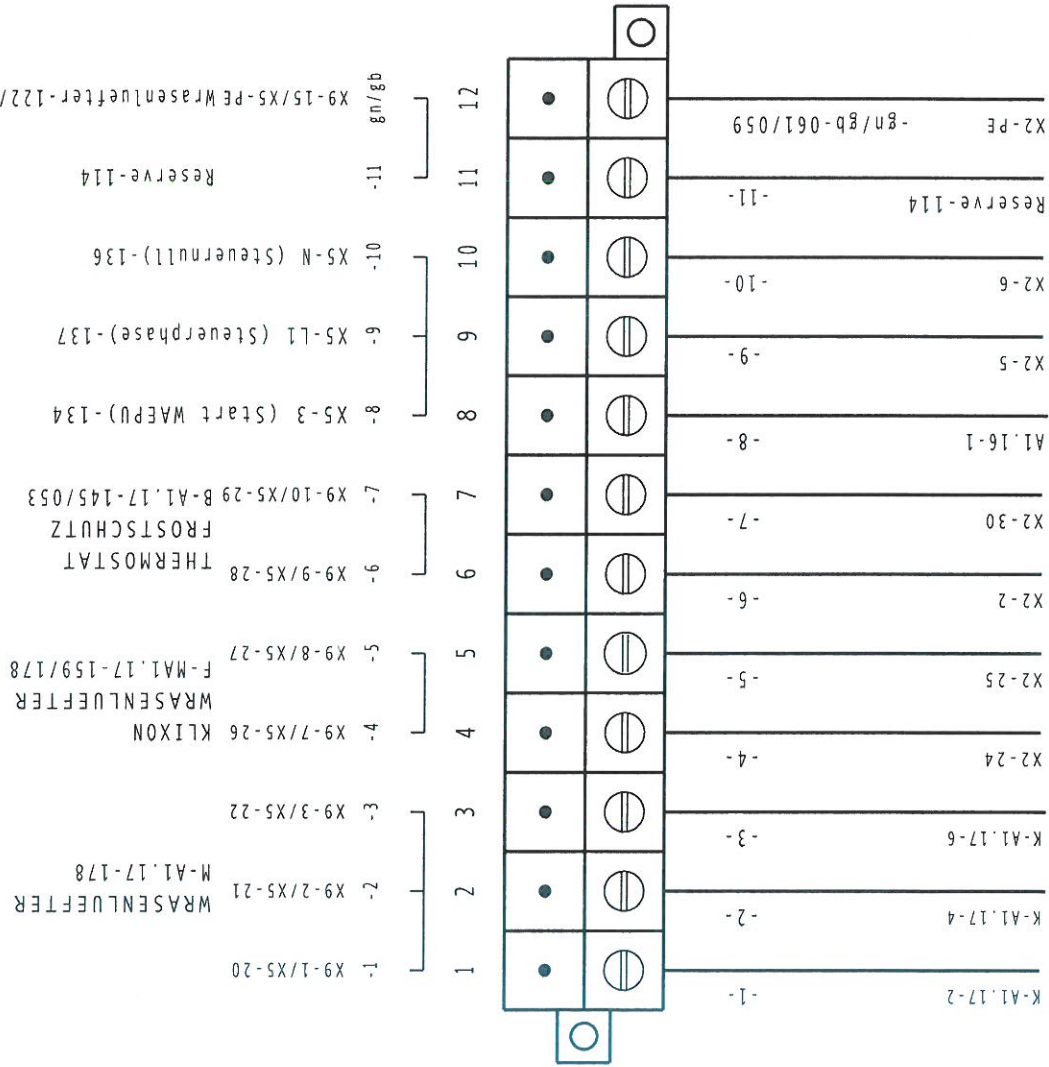 K-A1.17-2 -1- 1 -1 X9-1/X5-20
K-A1.17-4 -2- 2 -2 X9-2/X5-21 WRASENLUEFTER
M-A1.17-178
K-A1.17-6 -3- 3 -3 X9-3/X5-22
X2-24 -4- 4 -4 X9-7/X5-26 KLIXON
WRASENLUEFTER
X2-25 -5- 5 -5 X9-8/X5-27 F-MA1.17-159/178
X2-2 -6- 6 -6 X9-9/X5-28 THERMOSTAT
FROSTSCHUTZ
X2-30 -7- 7 -7 X9-10/X5-29 B-A1.17-145/053
A1.16-1 -8- 8 -8 X5-3 (Start WAEPU)-134
X2-5 -9- 9 -9 X5-L1 (Steuerphase)-137
X2-6 -10- 10 -10 X5-N (Steuernull)-136
Reserve-114 -11- 11 -11 Reserve-114
X2-PE -gn/gb-061/059 12 gn/gb X9-15/X5-PE Wrasenluefter-122/